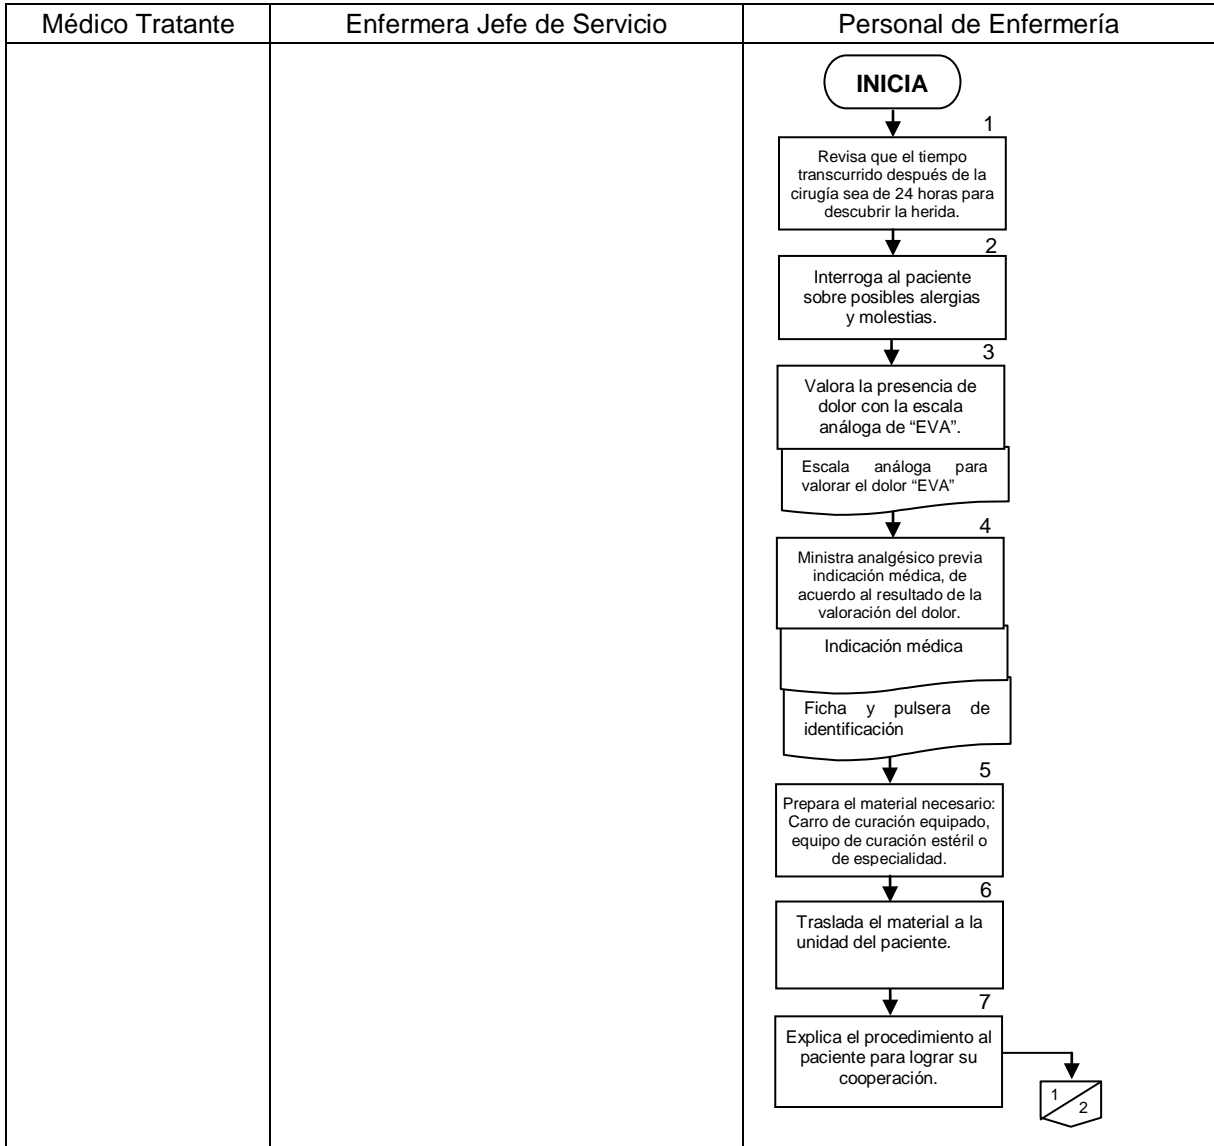 Médico Tratante
Enfermera Jefe de Servicio
Personal de Enfermería
INICIA
1
Revisa que el tiempo
transcurrido después de la
cirugía sea de 24 horas para
descubrir la herida.
2
Interroga al paciente
sobre posibles alergias
y molestias.
3
Valora la presencia de
dolor con la escala
análoga de “EVA”.
Escala análoga para
valorar el dolor “EVA”
4
Ministra analgésico previa
indicación médica, de
acuerdo al resultado de la
valoración del dolor.
Indicación médica
Ficha y pulsera de
identificación
5
Prepara el material necesario:
Carro de curación equipado,
equipo de curación estéril o
de especialidad.
6
Traslada el material a la
unidad del paciente.
7
Explica el procedimiento al
paciente para lograr su
cooperación.
1
2